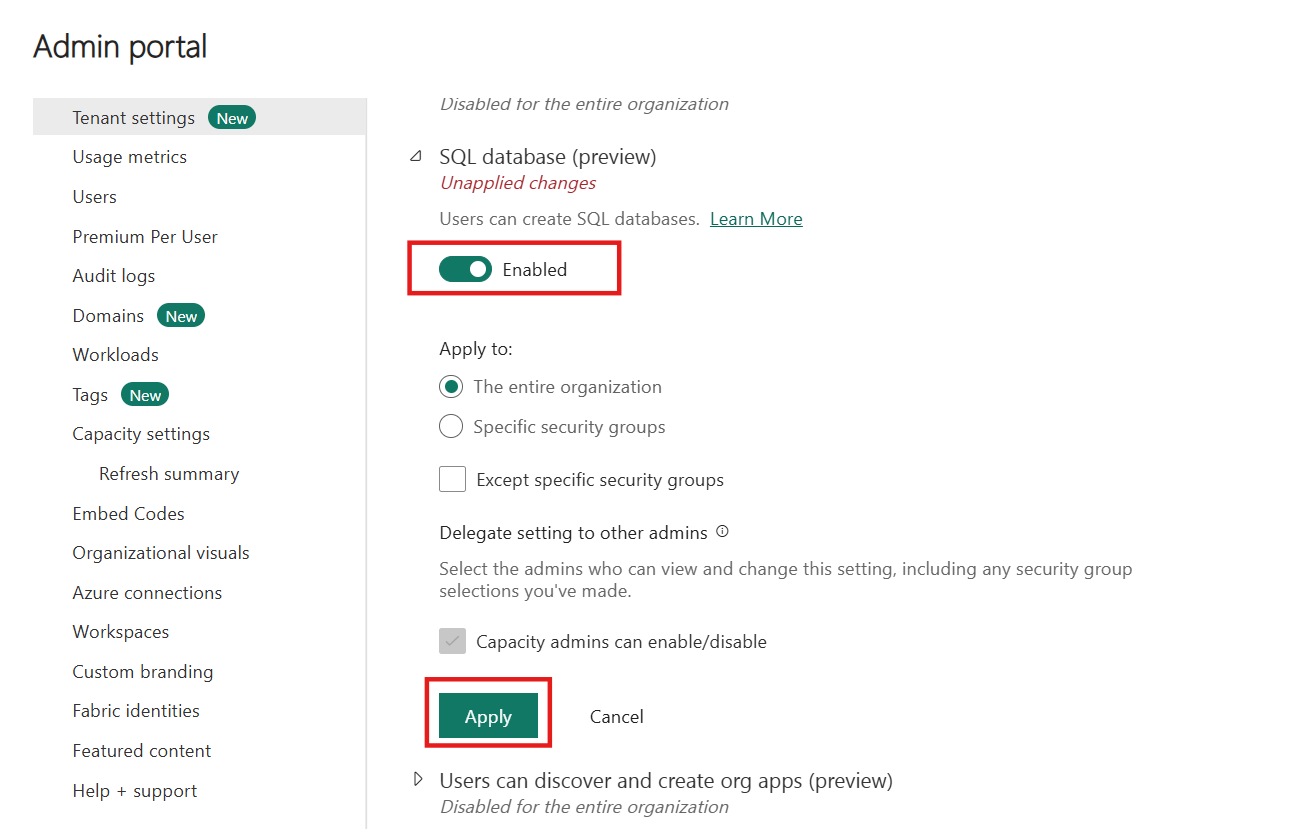 Admin portal
Tenant settings New
Usage metrics
Users
Premium Per User
Audit logs
Domains New
Workloads
Tags New
Capacity settings
Refresh summary
Embed Codes
Organizational visuals
Azure connections
Workspaces
Custom branding
Fabric identities
Featured content
Help + support
Disabled for the entire organization
SQL database (preview)
Unapplied changes
Users can create SQL databases. Learn More
Enabled
Apply to:
The entire organization
Specific security groups
Except specific security groups
Delegate setting to other admins
Select the admins who can view and change this setting, including any security group
selections you've made.
Capacity admins can enable/disable
Apply Cancel
Users can discover and create org apps (preview)
Disabled for the entire organization